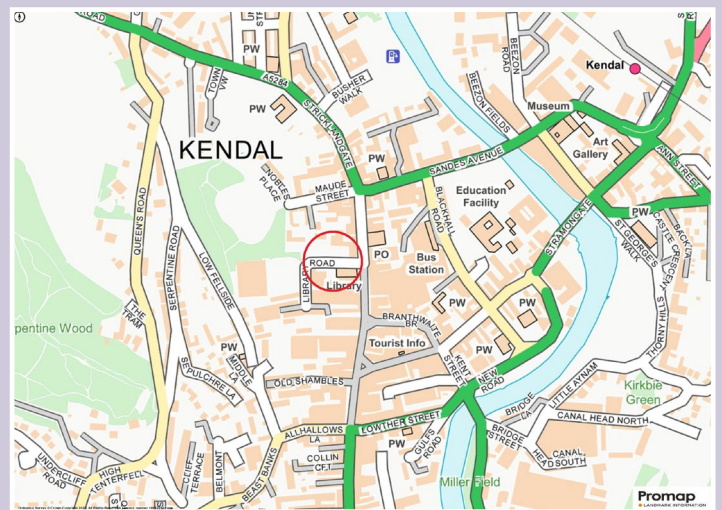 ROAD
PW
TOWN VW
A5284
BUSHER WALK
PW
STRICKLANDGATE
KENDAL
NOBLES PLACE
MAUDE STREET
PW
BEEZON ROAD
BEEZON FIELDS
Kendal
Museum
Art Gallery
ANN STREET
SANDES AVENUE
Education Facility
BLACKHALL ROAD
STRAMONGATE
PW
ST GEORGES WALK
CASTLE CRESCENT
QUEEN'S ROAD
SERPENTINE ROAD
LOW FELLSIDE
ROAD
LIBRARY
Library
PO
Bus Station
PW
PW
THORNY HILLS
BRANTHWAITE BR
Tourist Info
PW
KENT STREET
NEW ROAD
pentine Wood
THE TRAM
SEPULCHRE LA
PW
MIDDLE LA
OLD SHAMBLES
LITTLE AYNAM
Kirkbie Green
BRIDGE LA
CANAL HEAD NORTH
BRIDGE STREET
CANAL HEAD SOUTH
LOWTHER STREET
ALLHALLOWS LA
PW
GULFS ROAD
COLLIN CFT
BEAST BANKS
BELMONT
CLIFF TERRACE
HIGH TENTERFELL
UNDERCLIFF ROAD
Miller Field
Promap
LANDMARK INFORMATION